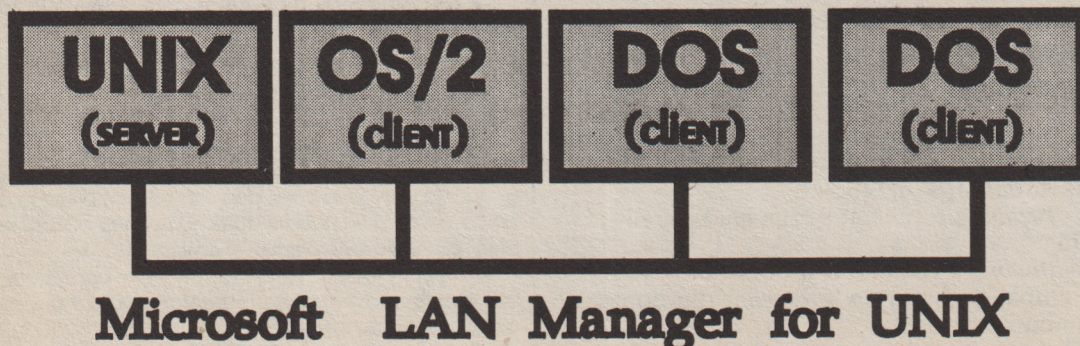 UNIX OS/2 DOS DOS
(SERVER) (cliENT) (cliENT) (cliENT)
Microsoft LAN Manager for UNIX